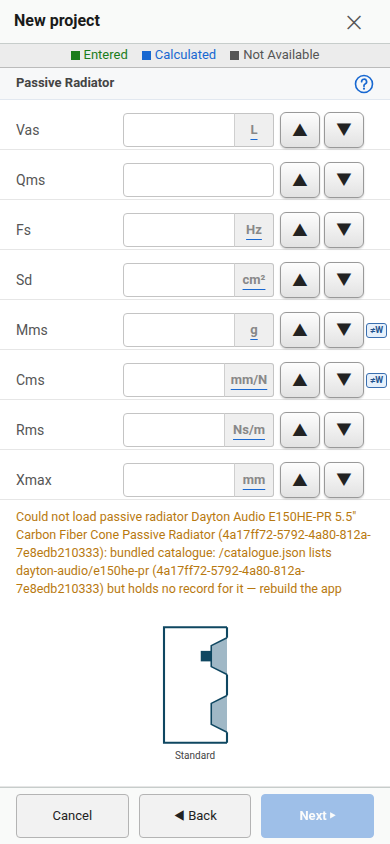 New project
Entered Calculated Not Available
Passive Radiator
Vas L
Qms
Fs Hz
Sd cm²
Mms g ≠W
Cms mm/N ≠W
Rms Ns/m
Xmax mm
Could not load passive radiator Dayton Audio E150HE-PR 5.5"
Carbon Fiber Cone Passive Radiator (4a17ff72-5792-4a80-812a-
7e8edb210333): bundled catalogue: /catalogue.json lists
dayton-audio/e150he-pr (4a17ff72-5792-4a80-812a-
7e8edb210333) but holds no record for it — rebuild the app
Standard
Cancel Back Next